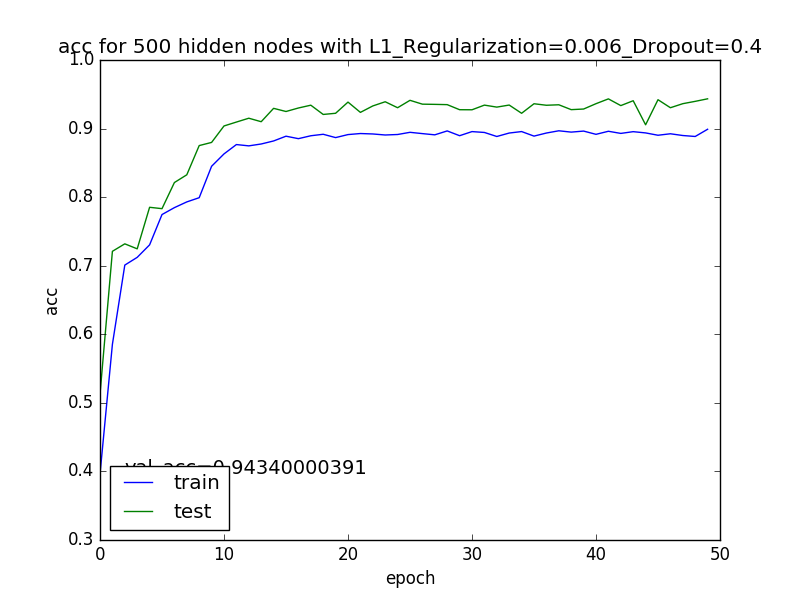 acc for 500 hidden nodes with L1_Regularization=0.006_Dropout=0.4
1.0
0.9
0.8
0.7
0.6
0.5
0.4
0.3
acc
val_acc=0.94340000391
train
test
0
10
20
30
40
50
epoch